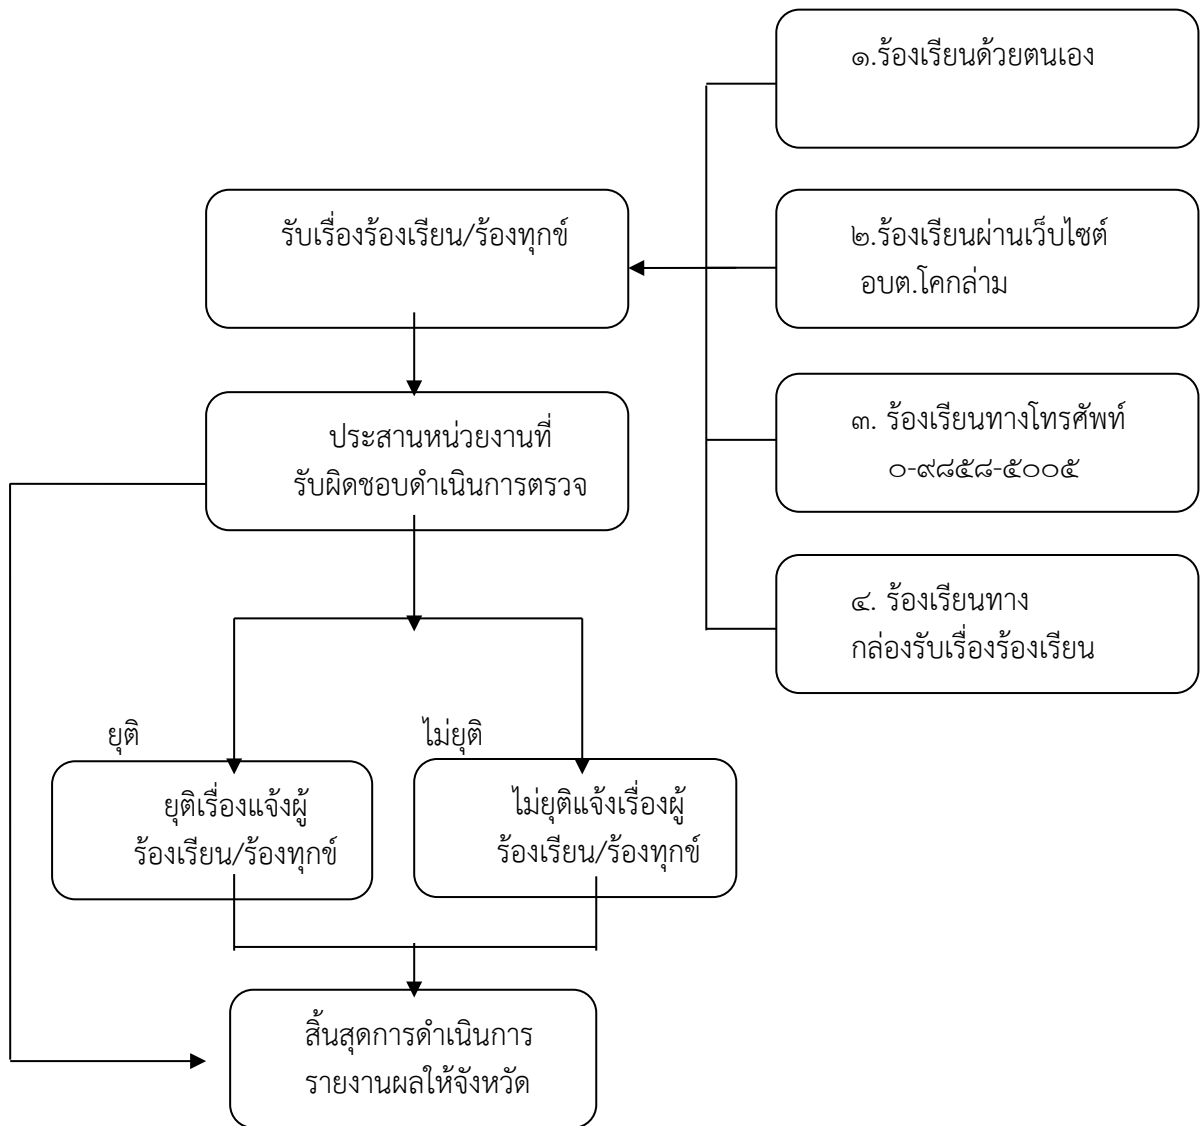 ๑.ร้องเรียนด้วยตนเอง
รับเรื่องร้องเรียน/ร้องทุกข์
๒.ร้องเรียนผ่านเว็บไซต์
อบต.โคกล่าม
๓. ร้องเรียนทางโทรศัพท์
๐-๙๘๕๘-๕๐๐๕
ประสานหน่วยงานที่
รับผิดชอบดำเนินการตรวจ
๔. ร้องเรียนทาง
กล่องรับเรื่องร้องเรียน
ยุติ
ไม่ยุติ
ยุติเรื่องแจ้งผู้
ร้องเรียน/ร้องทุกข์
ไม่ยุติแจ้งเรื่องผู้
ร้องเรียน/ร้องทุกข์
สิ้นสุดการดำเนินการ
รายงานผลให้จังหวัด